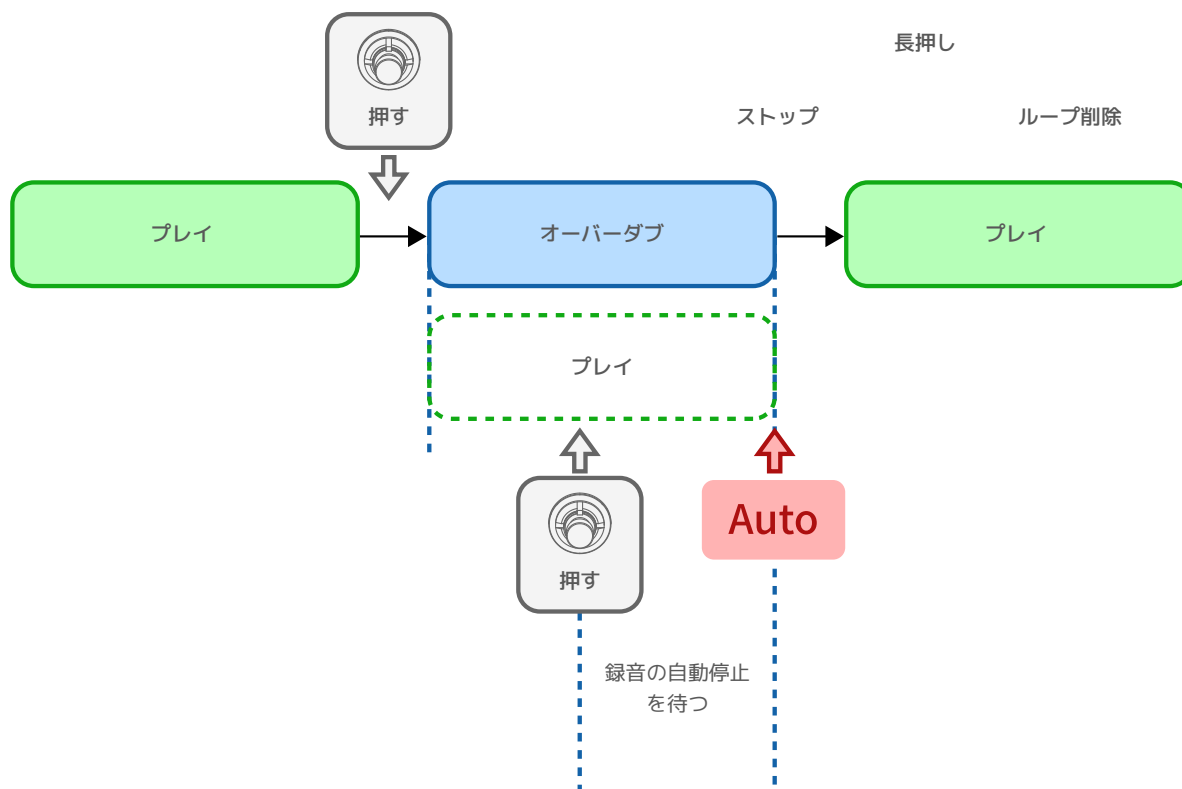 長押し
押す
ストップ
ループ削除
プレイ
オーバーダブ
プレイ
プレイ
Auto
押す
録音の自動停止
を待つ